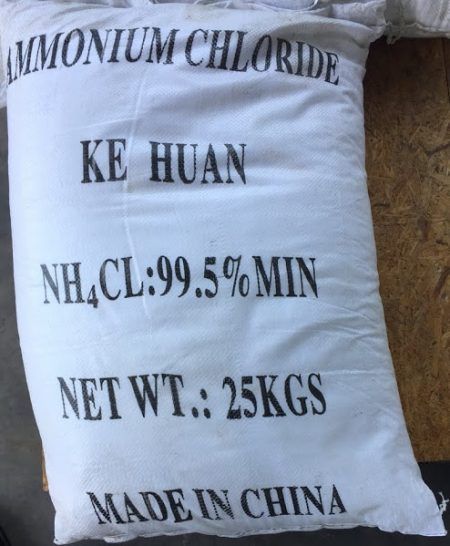 AMMONIUM CHLORIDE
KE HUAN
NH₄CL:99.5%MIN
NET WT.: 25KGS
MADE IN CHINA